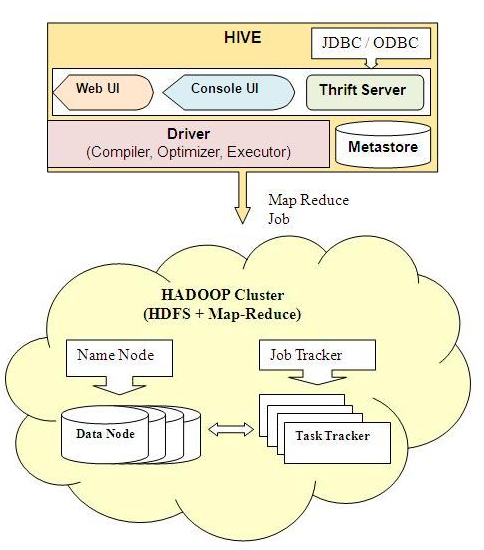 HIVE
JDBC / ODBC
Web UI
Console UI
Thrift Server
Driver
(Compiler, Optimizer, Executor)
Metastore
Map Reduce
Job
HADOOP Cluster
(HDFS + Map-Reduce)
Name Node
Job Tracker
Data Node
Task Tracker